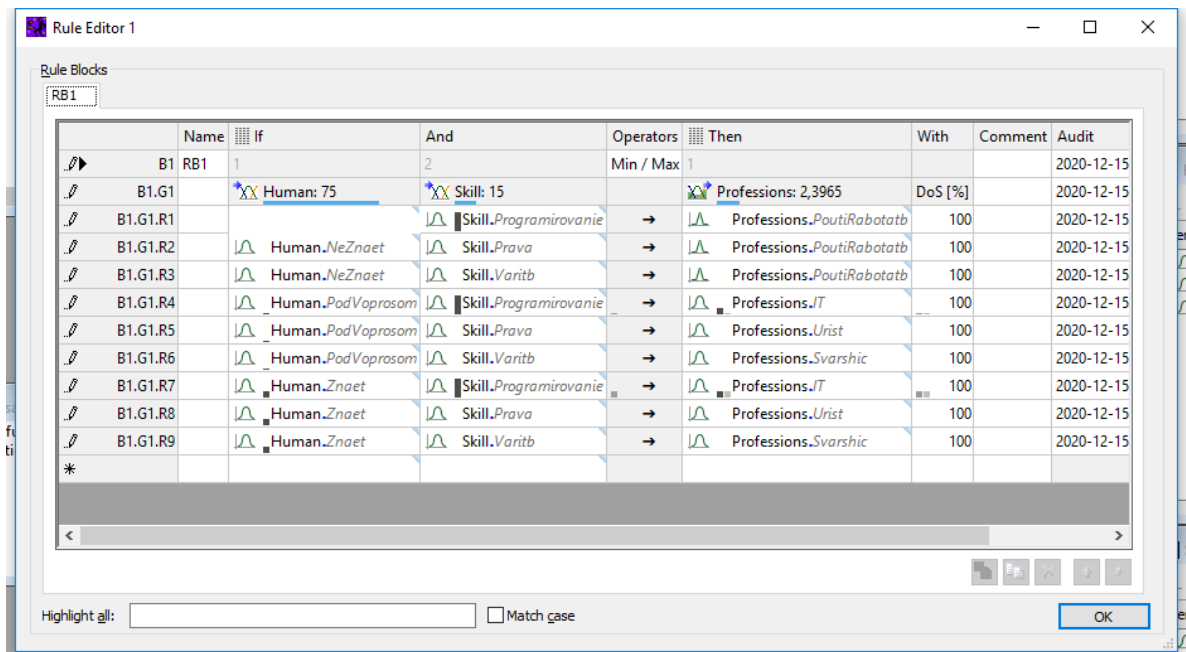 Rule Editor 1
Rule Blocks
RB1
Name If And Operators Then With Comment Audit
B1 RB1 1 2 Min / Max 1 2020-12-15
B1.G1 Human: 75 Skill: 15 Professions: 2,3965 DoS [%] 2020-12-15
B1.G1.R1 Skill.Programirovanie → Professions.PoutiRabotatb 100 2020-12-15
B1.G1.R2 Human.NeZnaet Skill.Prava → Professions.PoutiRabotatb 100 2020-12-15
B1.G1.R3 Human.NeZnaet Skill.Varitb → Professions.PoutiRabotatb 100 2020-12-15
B1.G1.R4 Human.PodVoprosom Skill.Programirovanie → Professions.IT 100 2020-12-15
B1.G1.R5 Human.PodVoprosom Skill.Prava → Professions.Urist 100 2020-12-15
B1.G1.R6 Human.PodVoprosom Skill.Varitb → Professions.Svarshic 100 2020-12-15
B1.G1.R7 Human.Znaet Skill.Programirovanie → Professions.IT 100 2020-12-15
B1.G1.R8 Human.Znaet Skill.Prava → Professions.Urist 100 2020-12-15
B1.G1.R9 Human.Znaet Skill.Varitb → Professions.Svarshic 100 2020-12-15
*
Highlight all: Match case OK